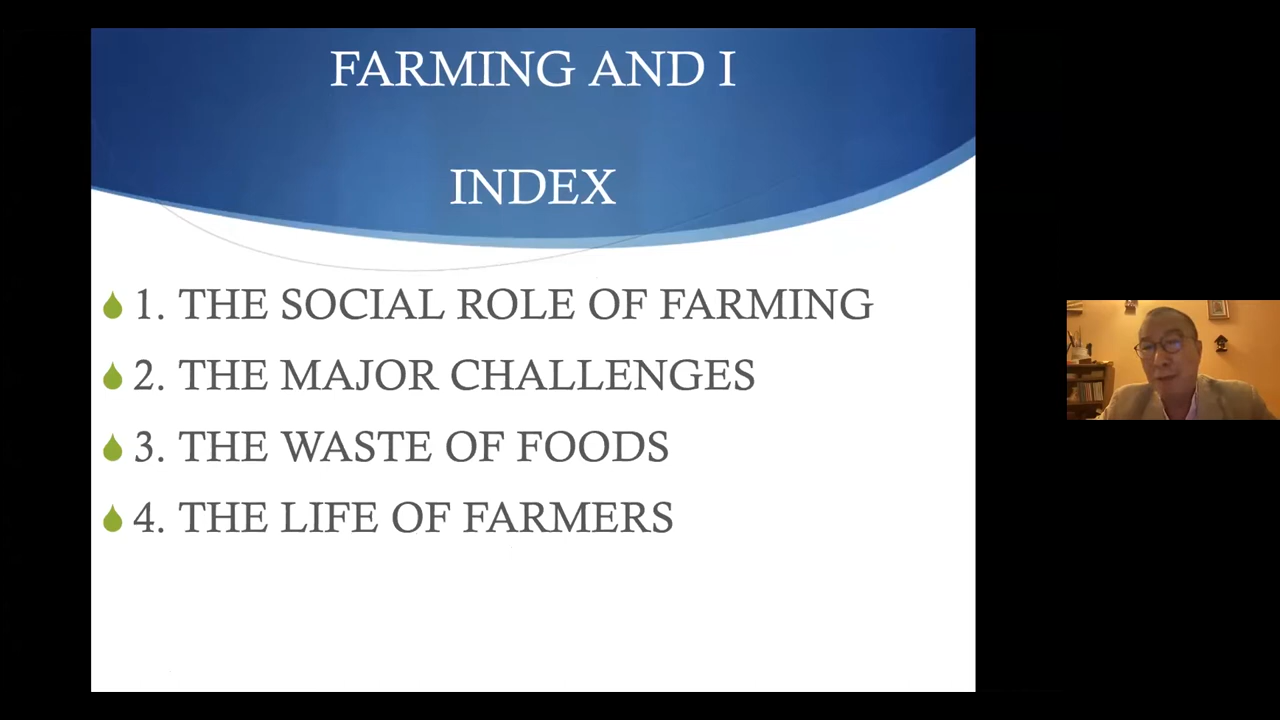 FARMING AND I
INDEX
1. THE SOCIAL ROLE OF FARMING
2. THE MAJOR CHALLENGES
3. THE WASTE OF FOODS
4. THE LIFE OF FARMERS